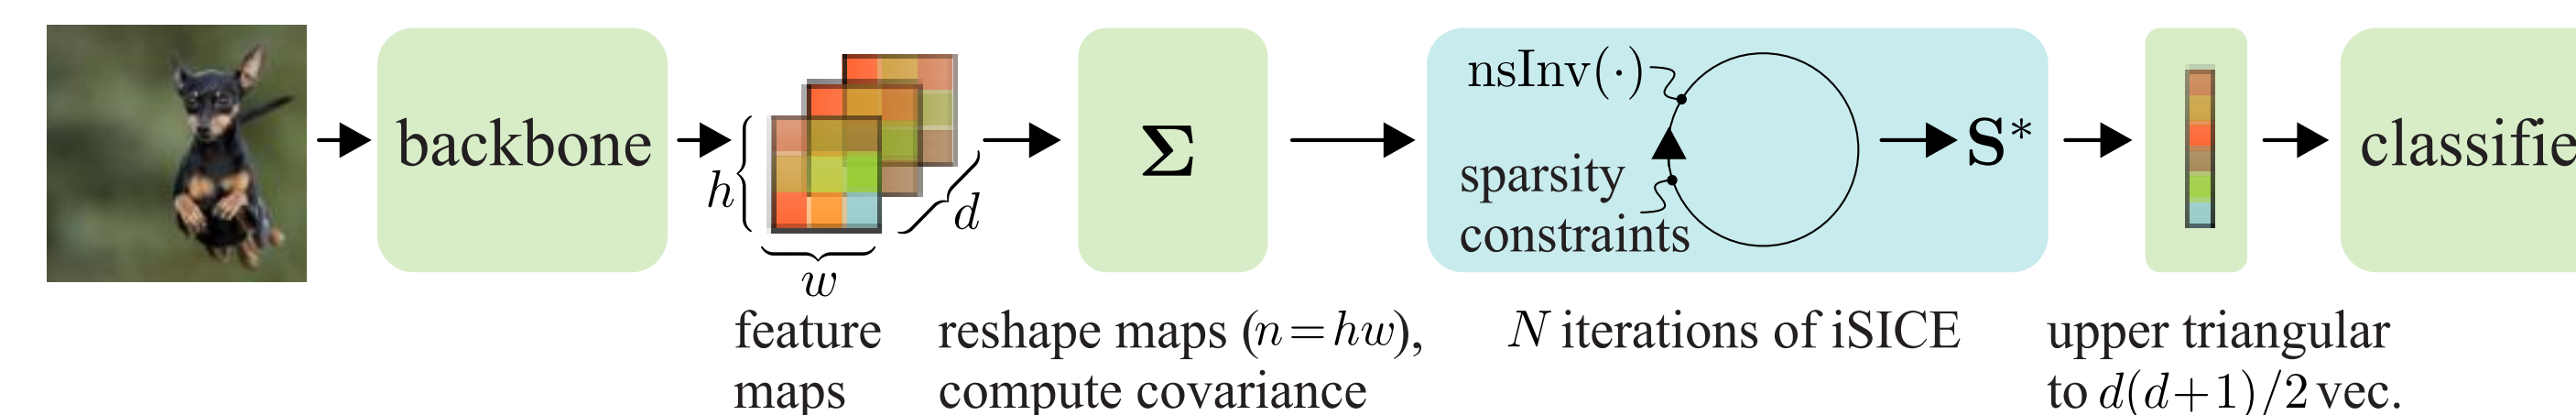 backbone
h
w
d
feature
maps
Σ
reshape maps (n=hw),
compute covariance
nsInv(·)
sparsity
constraints
S*
N iterations of iSICE
upper triangular
to d(d+1)/2 vec.
classifie